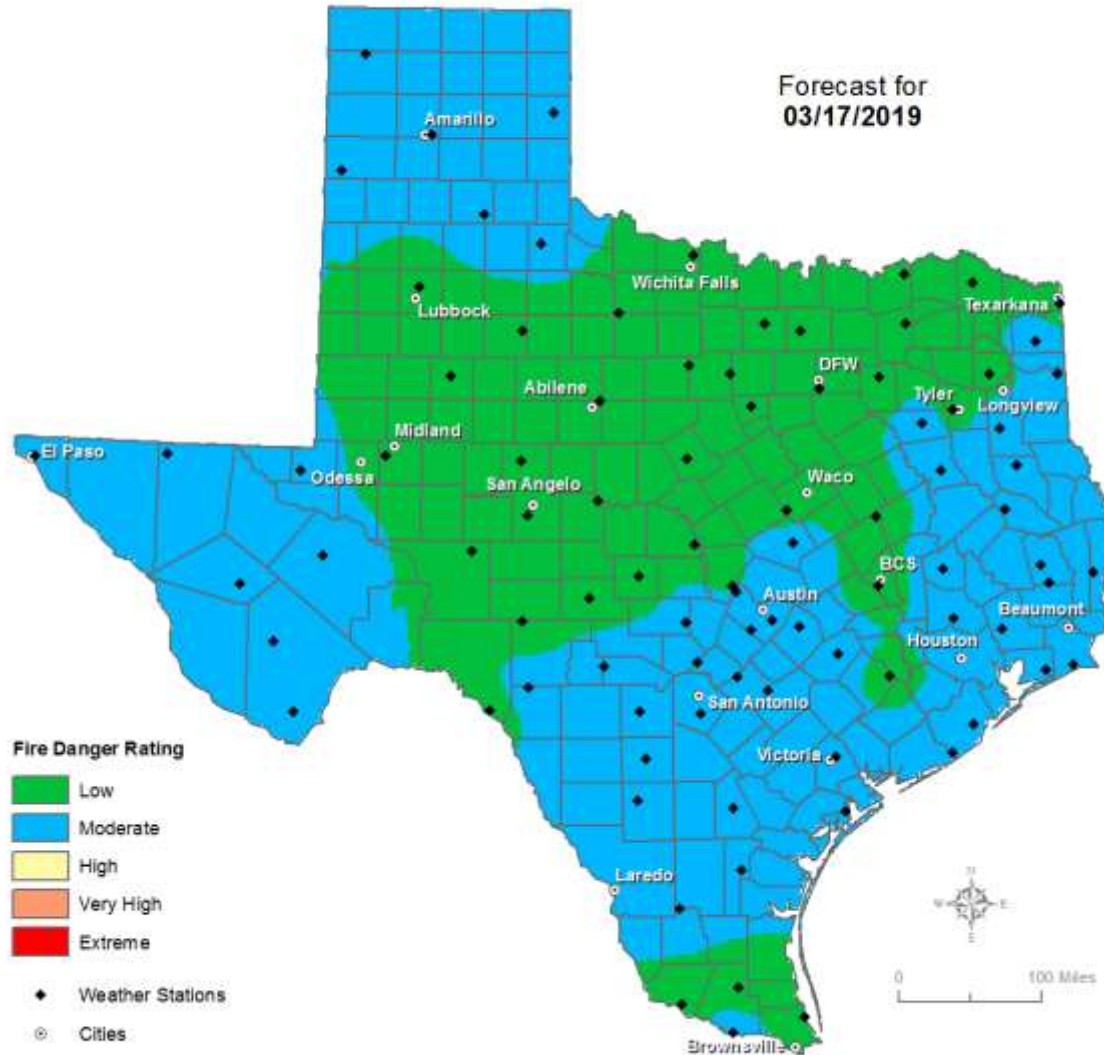 Forecast for
03/17/2019
Amarillo
Wichita Falls
Lubbock
Texarkana
DFW
Abilene
Tyler
Longview
Midland
El Paso
Odessa
San Angelo
Waco
BCS
Austin
Beaumont
Houston
San Antonio
Victoria
Laredo
Brownsville
Fire Danger Rating
Low
Moderate
High
Very High
Extreme
Weather Stations
Cities
N
W E
0 100 Miles